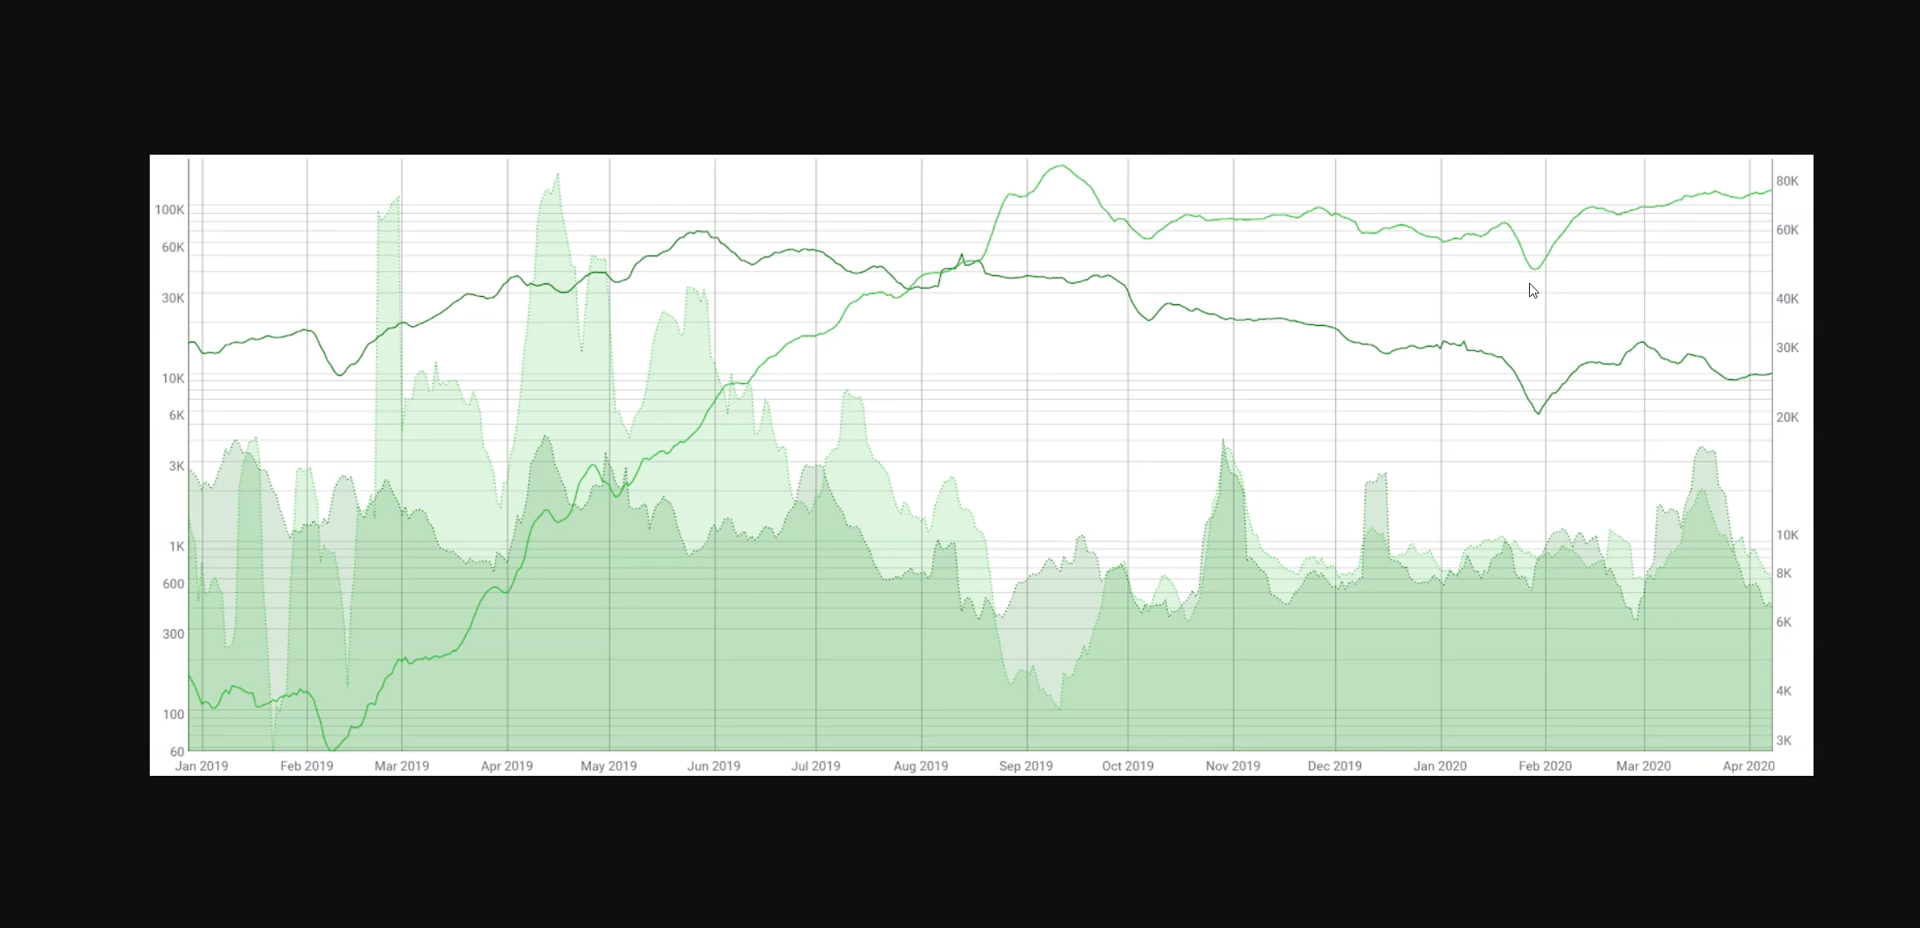 100K
60K
30K
10K
6K
3K
1K
600
300
100
60
80K
60K
40K
30K
20K
10K
8K
6K
4K
3K
Jan 2019 Feb 2019 Mar 2019 Apr 2019 May 2019 Jun 2019 Jul 2019 Aug 2019 Sep 2019 Oct 2019 Nov 2019 Dec 2019 Jan 2020 Feb 2020 Mar 2020 Apr 2020